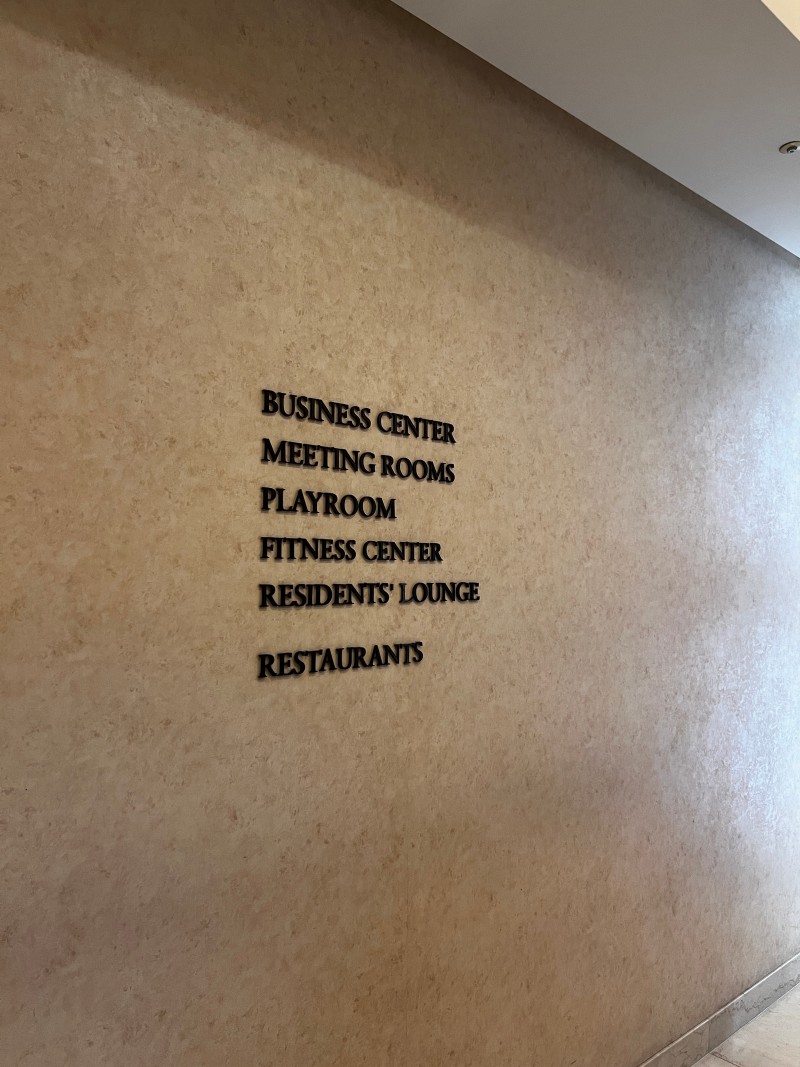 BUSINESS CENTER
MEETING ROOMS
PLAYROOM
FITNESS CENTER
RESIDENTS' LOUNGE
RESTAURANTS